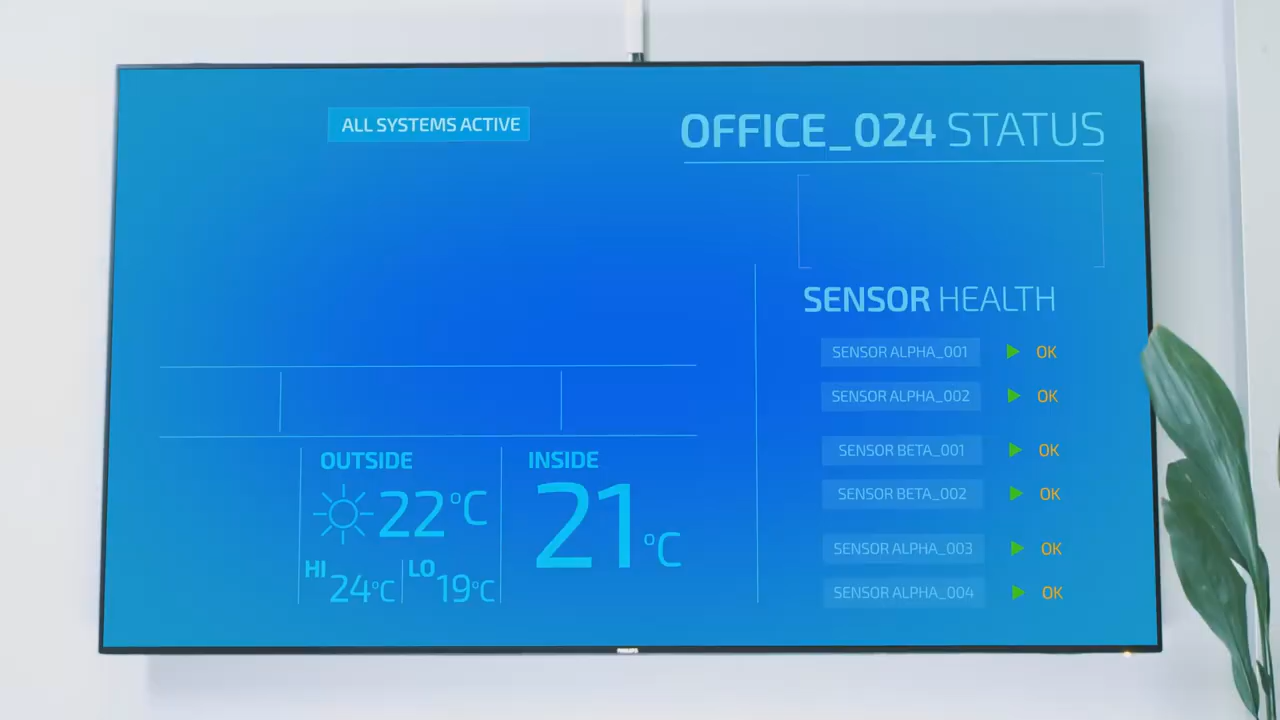 ALL SYSTEMS ACTIVE
OFFICE_024 STATUS
SENSOR HEALTH
SENSOR ALPHA_001 OK
SENSOR ALPHA_002 OK
SENSOR BETA_001 OK
SENSOR BETA_002 OK
SENSOR ALPHA_003 OK
SENSOR ALPHA_004 OK
OUTSIDE
22°C
HI 24°C
LO 19°C
INSIDE
21°C
PHILIPS